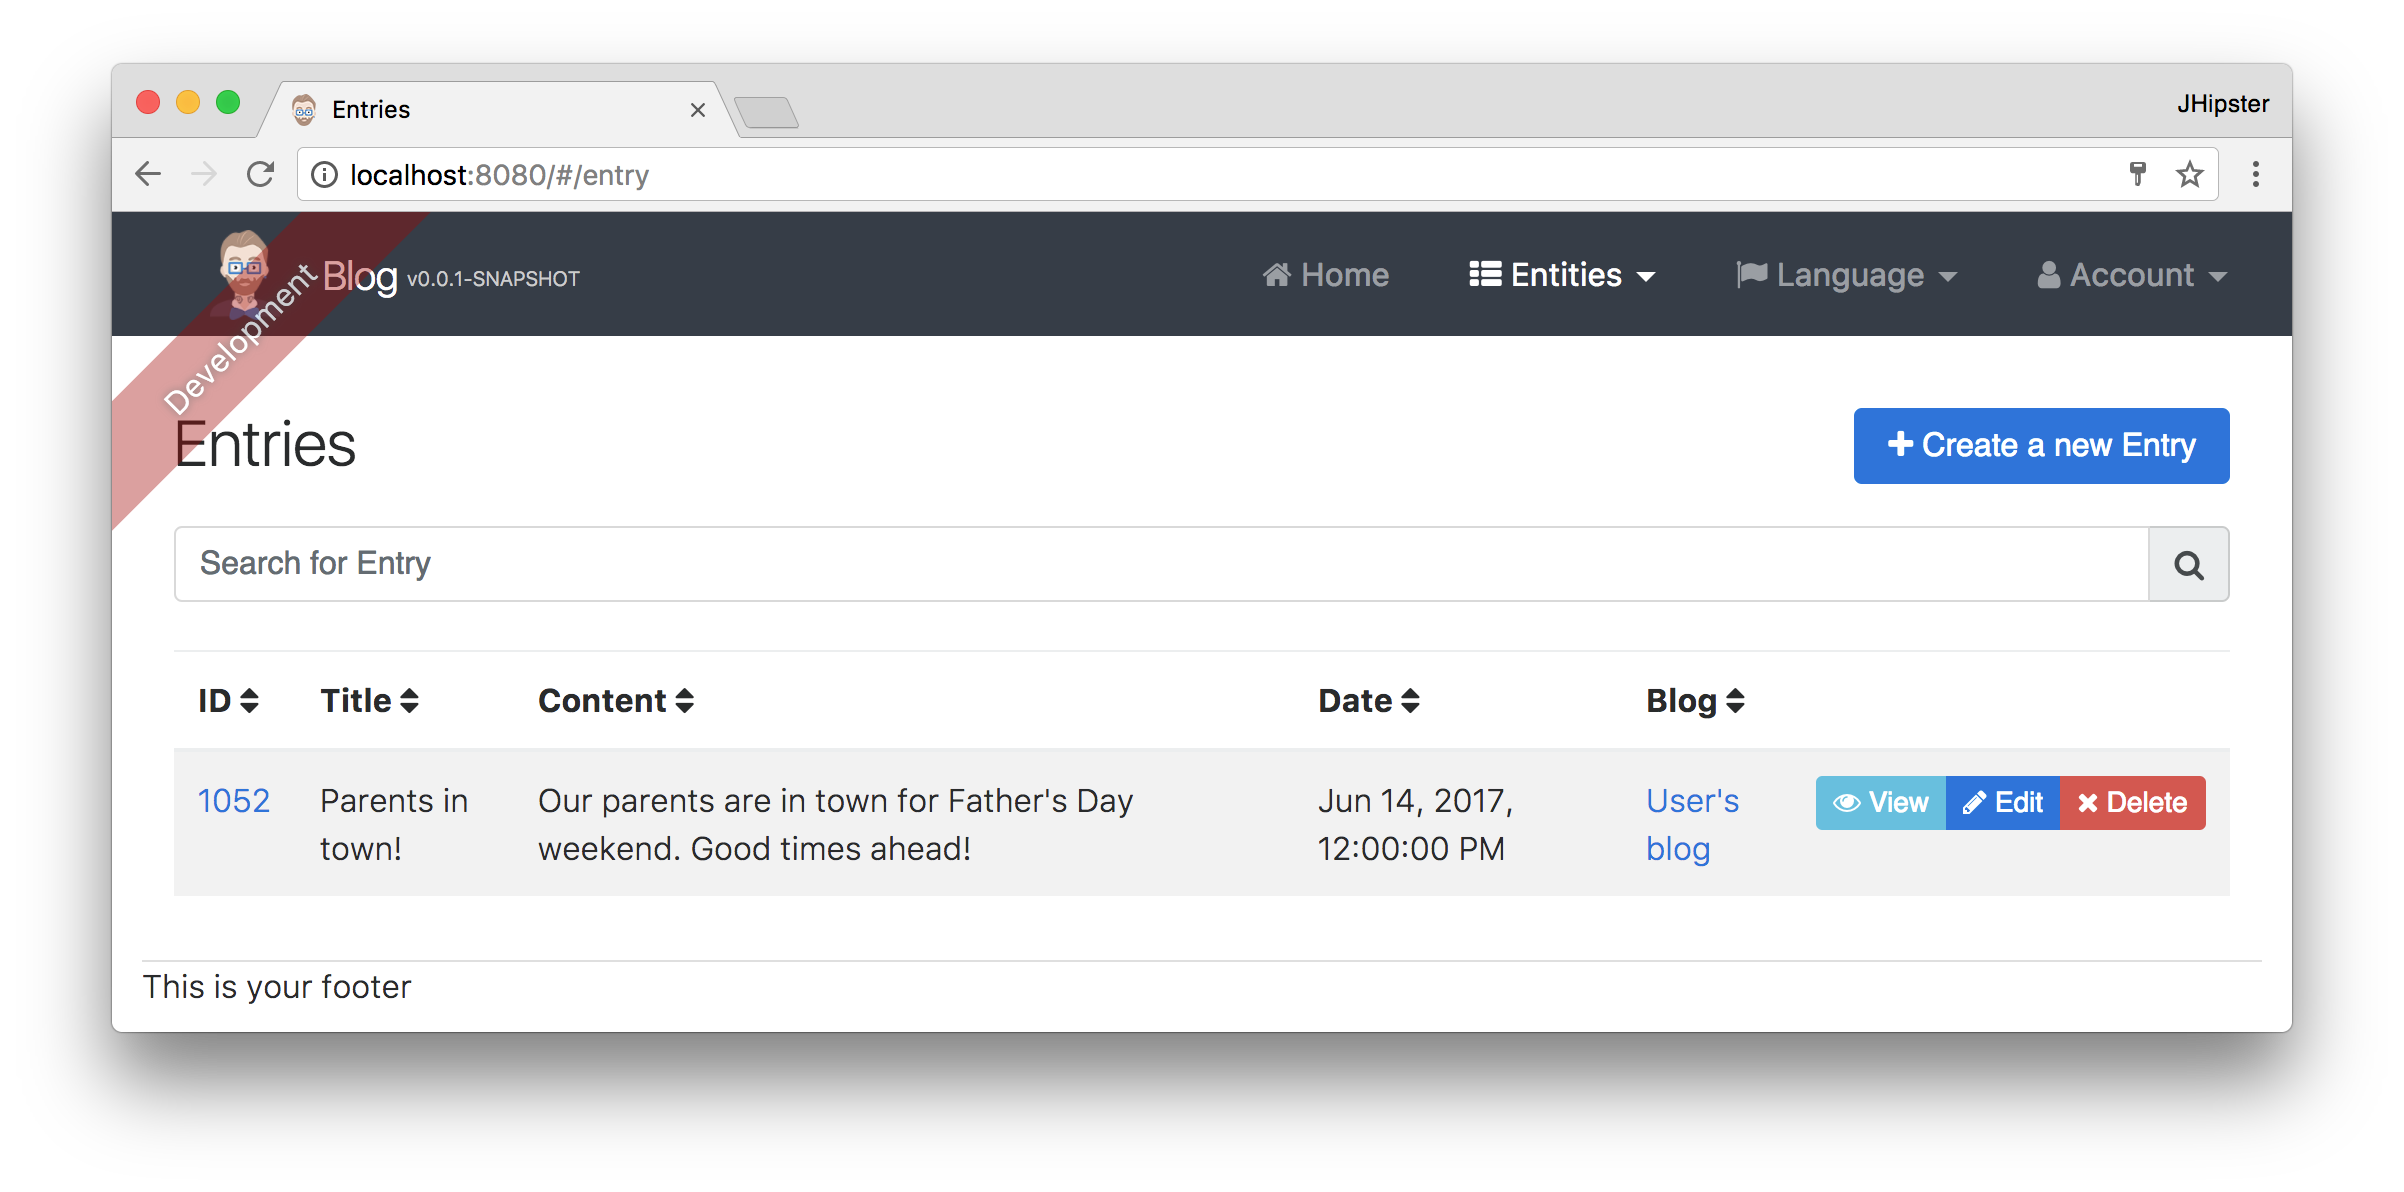 Entries
JHipster
localhost:8080/#/entry
Blog v0.0.1-SNAPSHOT
Home
Entities
Language
Account
Development
Entries
Create a new Entry
Search for Entry
ID Title Content Date Blog
1052 Parents in Our parents are in town for Father's Day Jun 14, 2017, User's View Edit Delete
town! weekend. Good times ahead! 12:00:00 PM blog
This is your footer